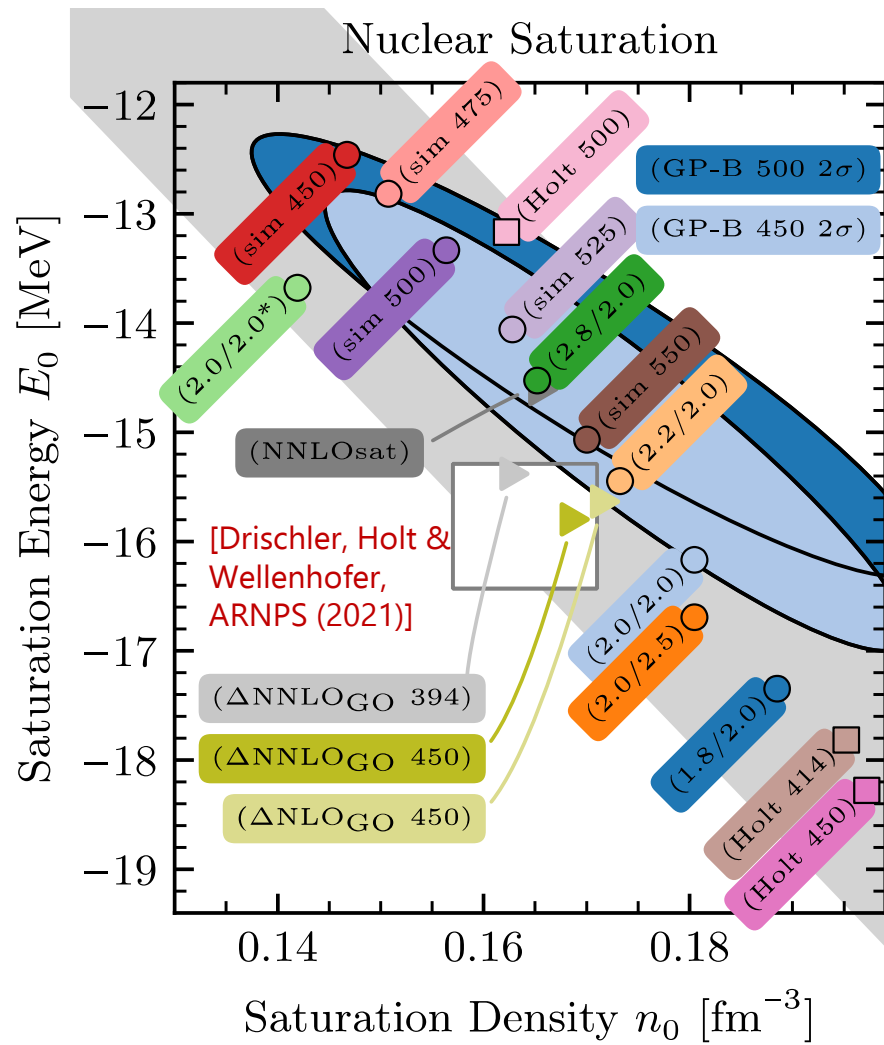 Nuclear Saturation
Saturation Energy E₀ [MeV]
−12
−13
−14
−15
−16
−17
−18
−19
(sim 450)
(sim 475)
(Holt 500)
(GP-B 500 2σ)
(GP-B 450 2σ)
(2.0/2.0*)
(sim 500)
(sim 525)
(2.8/2.0)
(sim 550)
(2.2/2.0)
(NNLOsat)
[Drischler, Holt &
Wellenhofer,
ARNPS (2021)]
(2.0/2.0)
(2.0/2.5)
(1.8/2.0)
(Holt 414)
(Holt 450)
(ΔNNLO_GO 394)
(ΔNNLO_GO 450)
(ΔNLO_GO 450)
0.14
0.16
0.18
Saturation Density n₀ [fm⁻³]